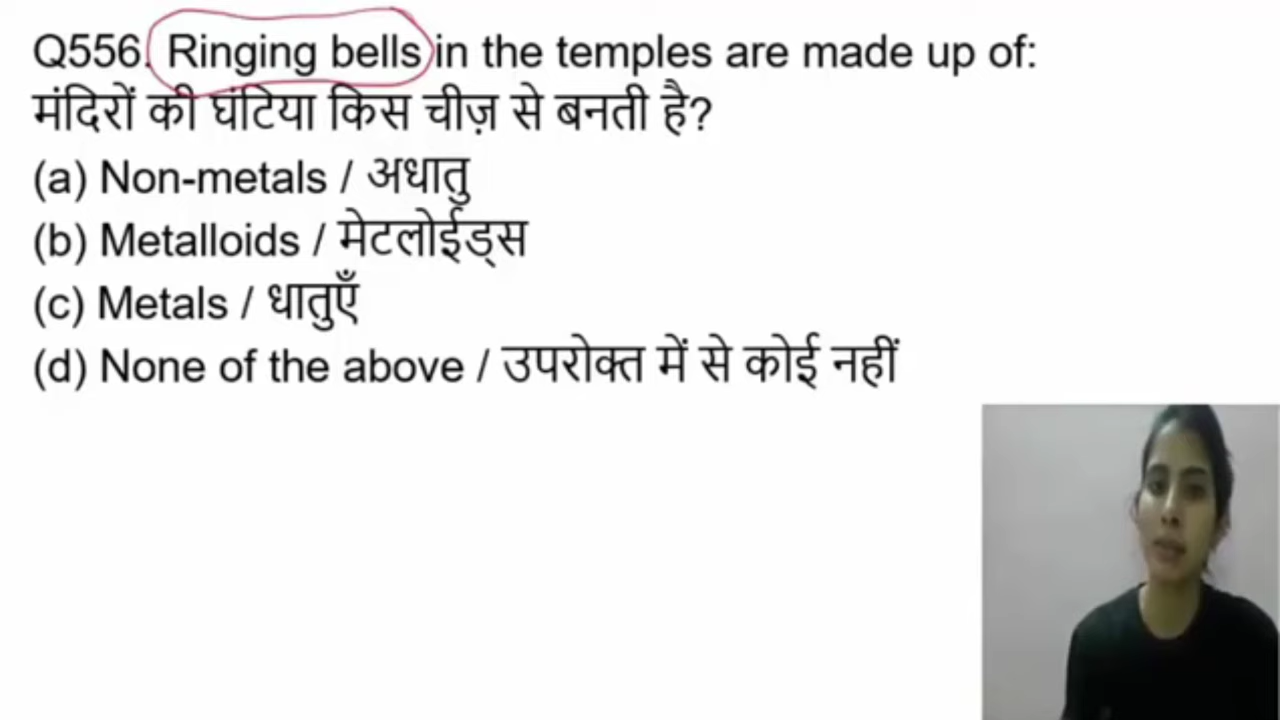 Q556. Ringing bells in the temples are made up of:
मंदिरों की घंटिया किस चीज़ से बनती है?
(a) Non-metals / अधातु
(b) Metalloids / मेटलोईड्स
(c) Metals / धातुएँ
(d) None of the above / उपरोक्त में से कोई नहीं